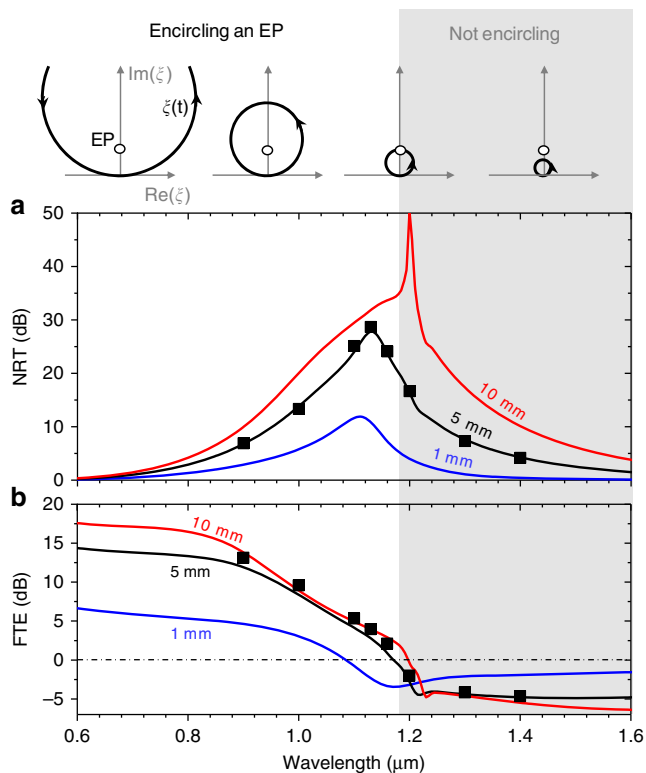 Encircling an EP
Not encircling
Im(ξ)
ξ(t)
EP
Re(ξ)
a
50
40
30
20
10
0
NRT (dB)
10 mm
5 mm
1 mm
b
20
15
10
5
0
−5
FTE (dB)
10 mm
5 mm
1 mm
0.6
0.8
1.0
1.2
1.4
1.6
Wavelength (μm)